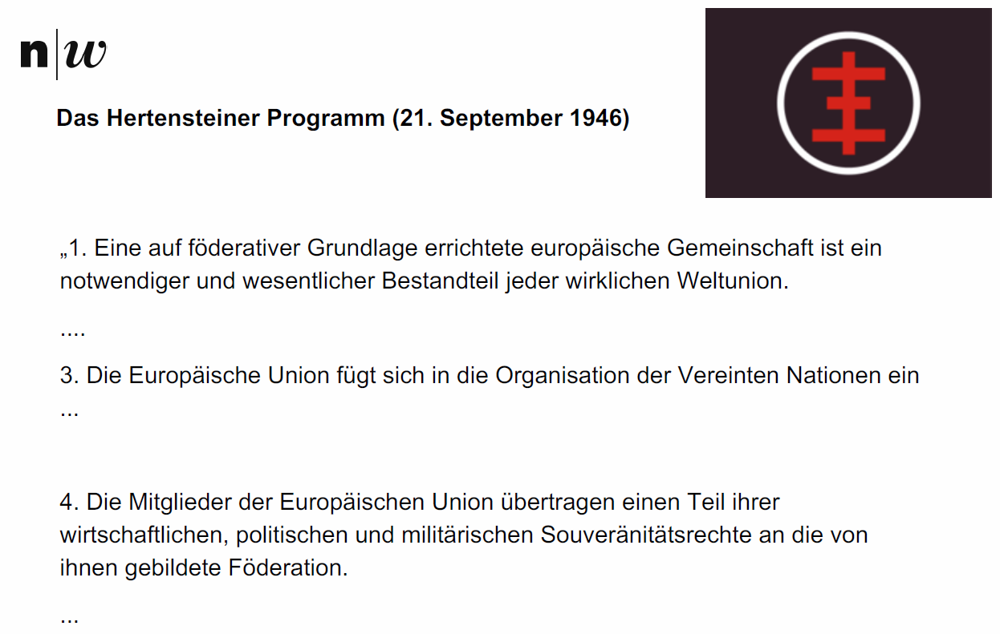 n|w
Das Hertensteiner Programm (21. September 1946)
„1. Eine auf föderativer Grundlage errichtete europäische Gemeinschaft ist ein
notwendiger und wesentlicher Bestandteil jeder wirklichen Weltunion.
....
3. Die Europäische Union fügt sich in die Organisation der Vereinten Nationen ein
...
4. Die Mitglieder der Europäischen Union übertragen einen Teil ihrer
wirtschaftlichen, politischen und militärischen Souveränitätsrechte an die von
ihnen gebildete Föderation.
...